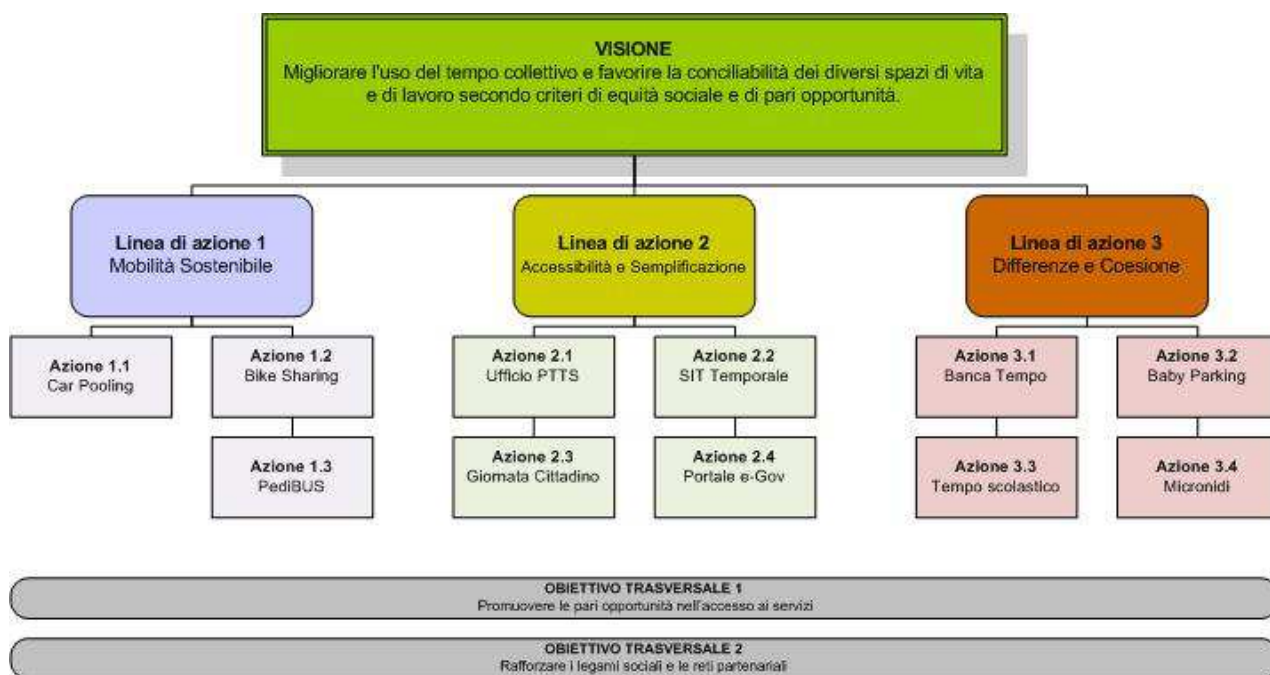 VISIONE
Migliorare l'uso del tempo collettivo e favorire la conciliabilità dei diversi spazi di vita
e di lavoro secondo criteri di equità sociale e di pari opportunità.
Linea di azione 1
Mobilità Sostenibile
Linea di azione 2
Accessibilità e Semplificazione
Linea di azione 3
Differenze e Coesione
Azione 1.1
Car Pooling
Azione 1.2
Bike Sharing
Azione 2.1
Ufficio PTTS
Azione 2.2
SIT Temporale
Azione 3.1
Banca Tempo
Azione 3.2
Baby Parking
Azione 1.3
PediBUS
Azione 2.3
Giornata Cittadino
Azione 2.4
Portale e-Gov
Azione 3.3
Tempo scolastico
Azione 3.4
Micronidi
OBIETTIVO TRASVERSALE 1
Promuovere le pari opportunità nell'accesso ai servizi
OBIETTIVO TRASVERSALE 2
Rafforzare i legami sociali e le reti partenariali